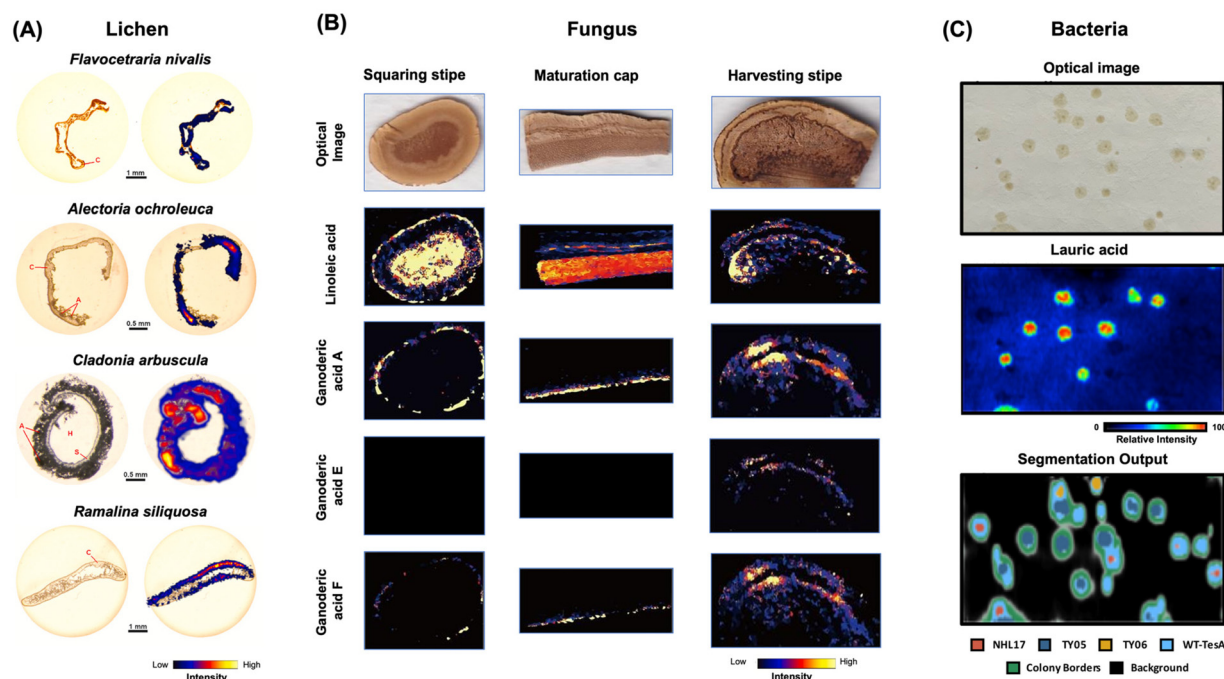 (A)
Lichen
Flavocetraria nivalis
C
1 mm
Alectoria ochroleuca
C
A
0.5 mm
Cladonia arbuscula
A
H
S
0.5 mm
Ramalina siliquosa
C
1 mm
Low
High
Intensity
(B)
Fungus
Squaring stipe
Maturation cap
Harvesting stipe
Optical
Image
Linoleic acid
Ganoderic
acid A
Ganoderic
acid E
Ganoderic
acid F
Low
High
Intensity
(C)
Bacteria
Optical image
Lauric acid
0
100
Relative Intensity
Segmentation Output
NHL17
TY05
TY06
WT-TesA
Colony Borders
Background